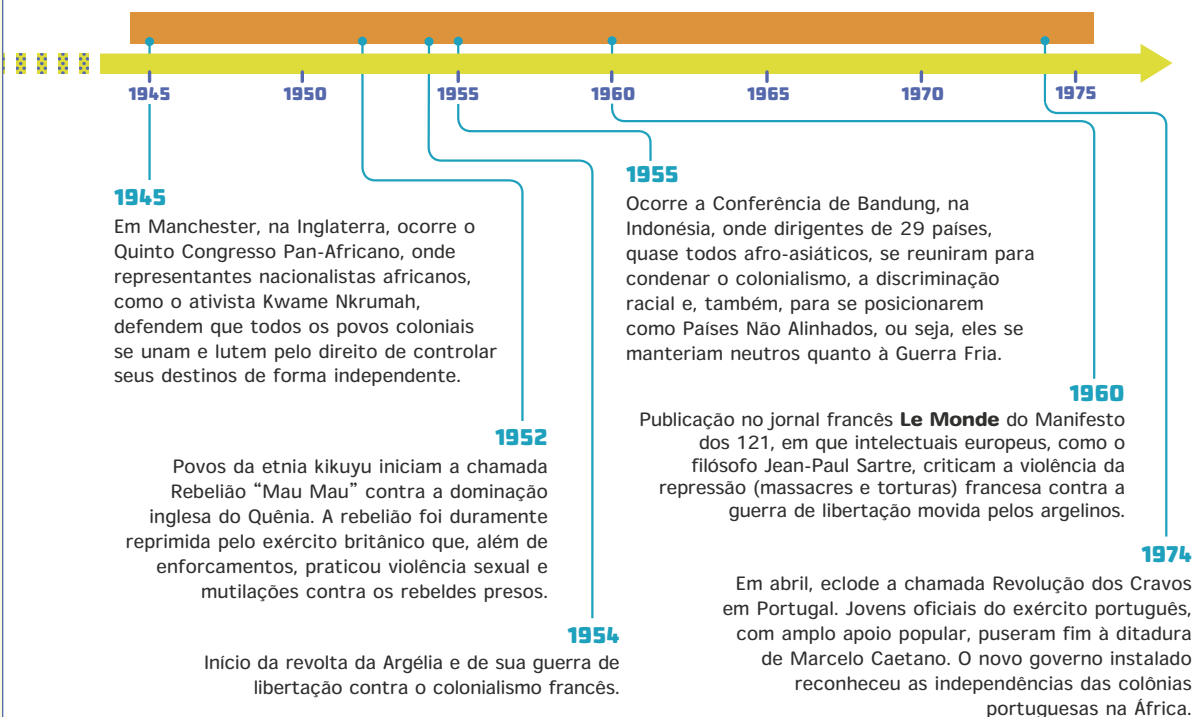 1945
1950
1955
1960
1965
1970
1975
1945
Em Manchester, na Inglaterra, ocorre o
Quinto Congresso Pan-Africano, onde
representantes nacionalistas africanos,
como o ativista Kwame Nkrumah,
defendem que todos os povos coloniais
se unam e lutem pelo direito de controlar
seus destinos de forma independente.
1952
Povos da etnia kikuyu iniciam a chamada
Rebelião “Mau Mau” contra a dominação
inglesa do Quênia. A rebelião foi duramente
reprimida pelo exército britânico que, além de
enforcamentos, praticou violência sexual e
mutilações contra os rebeldes presos.
1954
Início da revolta da Argélia e de sua guerra de
libertação contra o colonialismo francês.
1955
Ocorre a Conferência de Bandung, na
Indonésia, onde dirigentes de 29 países,
quase todos afro-asiáticos, se reuniram para
condenar o colonialismo, a discriminação
racial e, também, para se posicionarem
como Países Não Alinhados, ou seja, eles se
manteriam neutros quanto à Guerra Fria.
1960
Publicação no jornal francês Le Monde do Manifesto
dos 121, em que intelectuais europeus, como o
filósofo Jean-Paul Sartre, criticam a violência da
repressão (massacres e torturas) francesa contra a
guerra de libertação movida pelos argelinos.
1974
Em abril, eclode a chamada Revolução dos Cravos
em Portugal. Jovens oficiais do exército português,
com amplo apoio popular, puseram fim à ditadura
de Marcelo Caetano. O novo governo instalado
reconheceu as independências das colônias
portuguesas na África.